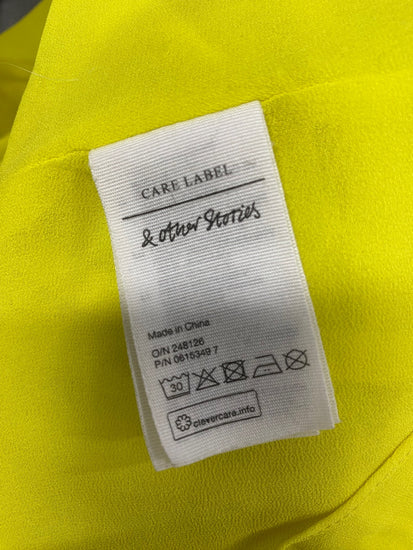 CARE LABEL
& other Stories
Made in China
O/N 248126
P/N 0615349 7
30
clevercare.info